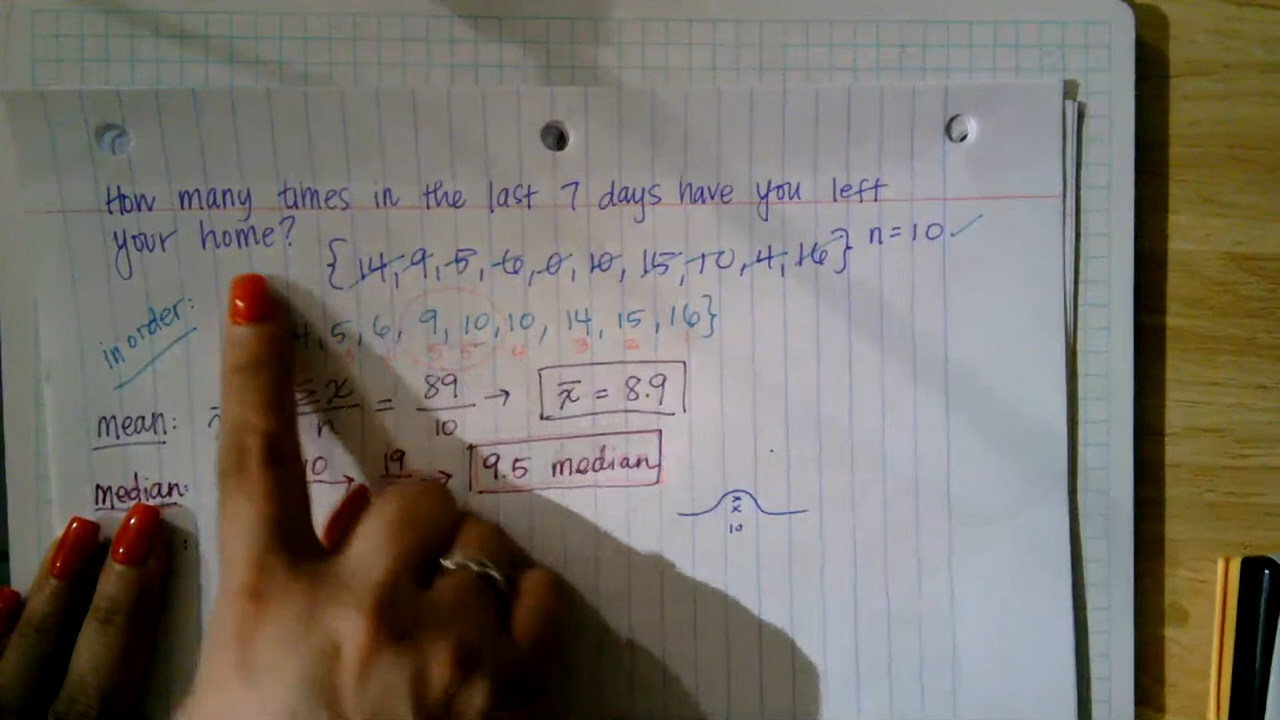 How many times in the last 7 days have you left
your home?
{14, 9, 5, 6, 0, 10, 15, 10, 4, 16} n = 10 ✓
in order: 4, 5, 6, 9, 10, 10, 14, 15, 16}
5 5 4 3 2
mean: Σx/n = 89/10 → x̄ = 8.9
median: 10 → 19 → 9.5 median
x
x
10